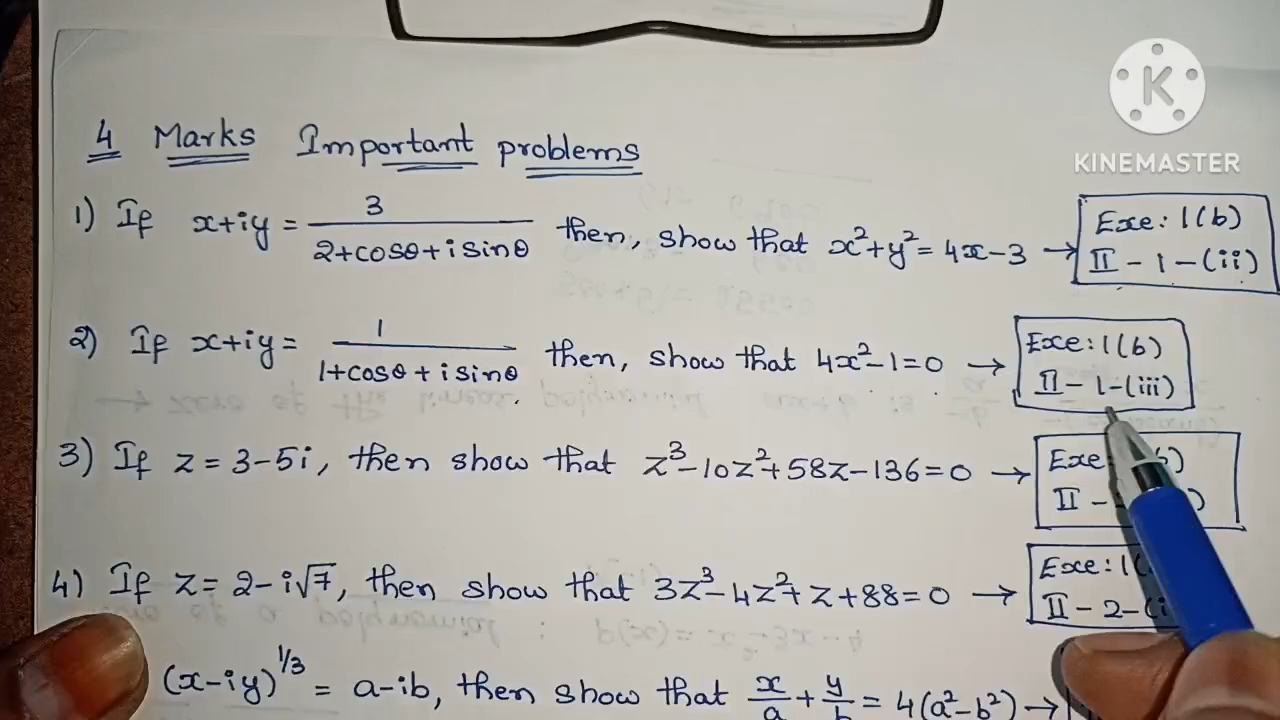 KINEMASTER
4 Marks Important problems
1) If x+iy = 3/(2+cosθ+i sinθ) then, show that x²+y² = 4x-3 → Exe: 1(b) II - 1 - (ii)
2) If x+iy = 1/(1+cosθ+i sinθ) then, show that 4x²-1=0 → Exe: 1(b) II - 1 - (iii)
3) If z = 3-5i, then show that z³-10z²+58z-136=0 → Exe II -
4) If z = 2-i√7, then show that 3z³-4z²+z+88=0 → Exe: 1( II - 2 -
(x-iy)^1/3 = a-ib, then show that x/a + y/b = 4(a²-b²) →